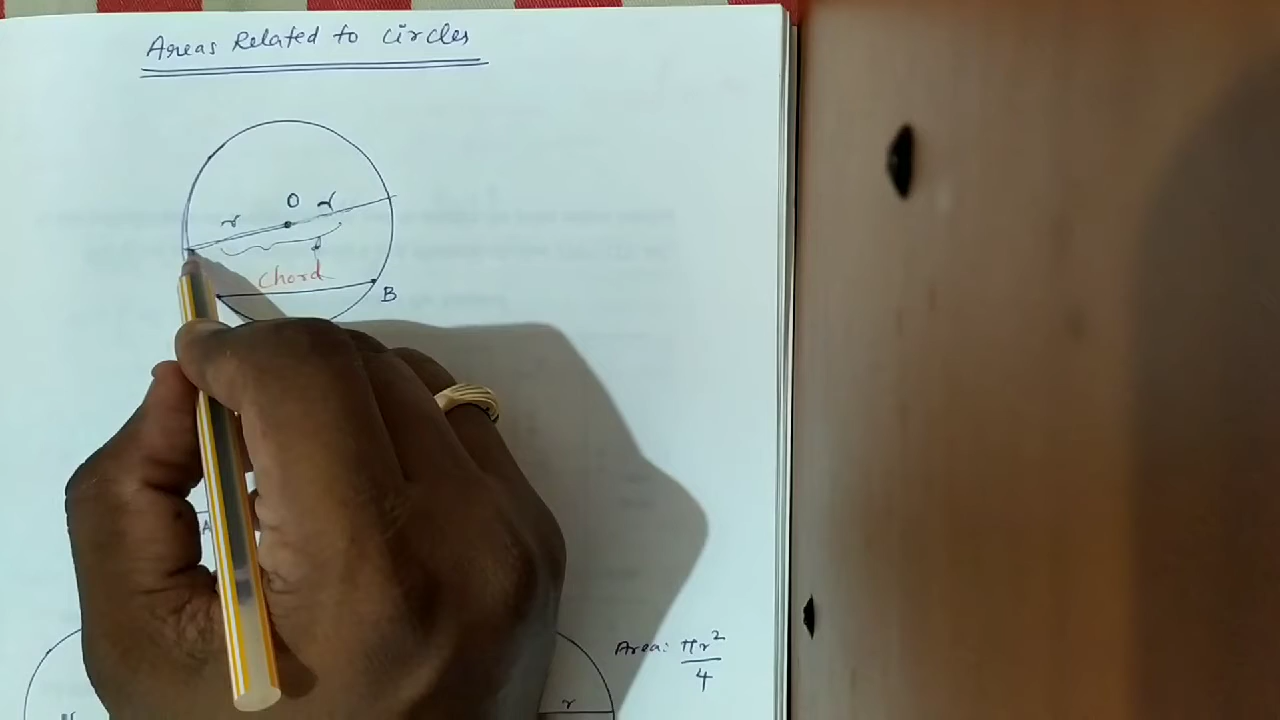 Areas Related to Circles
O
r
r
d
Chord
B
A
Area: πr²/4
r